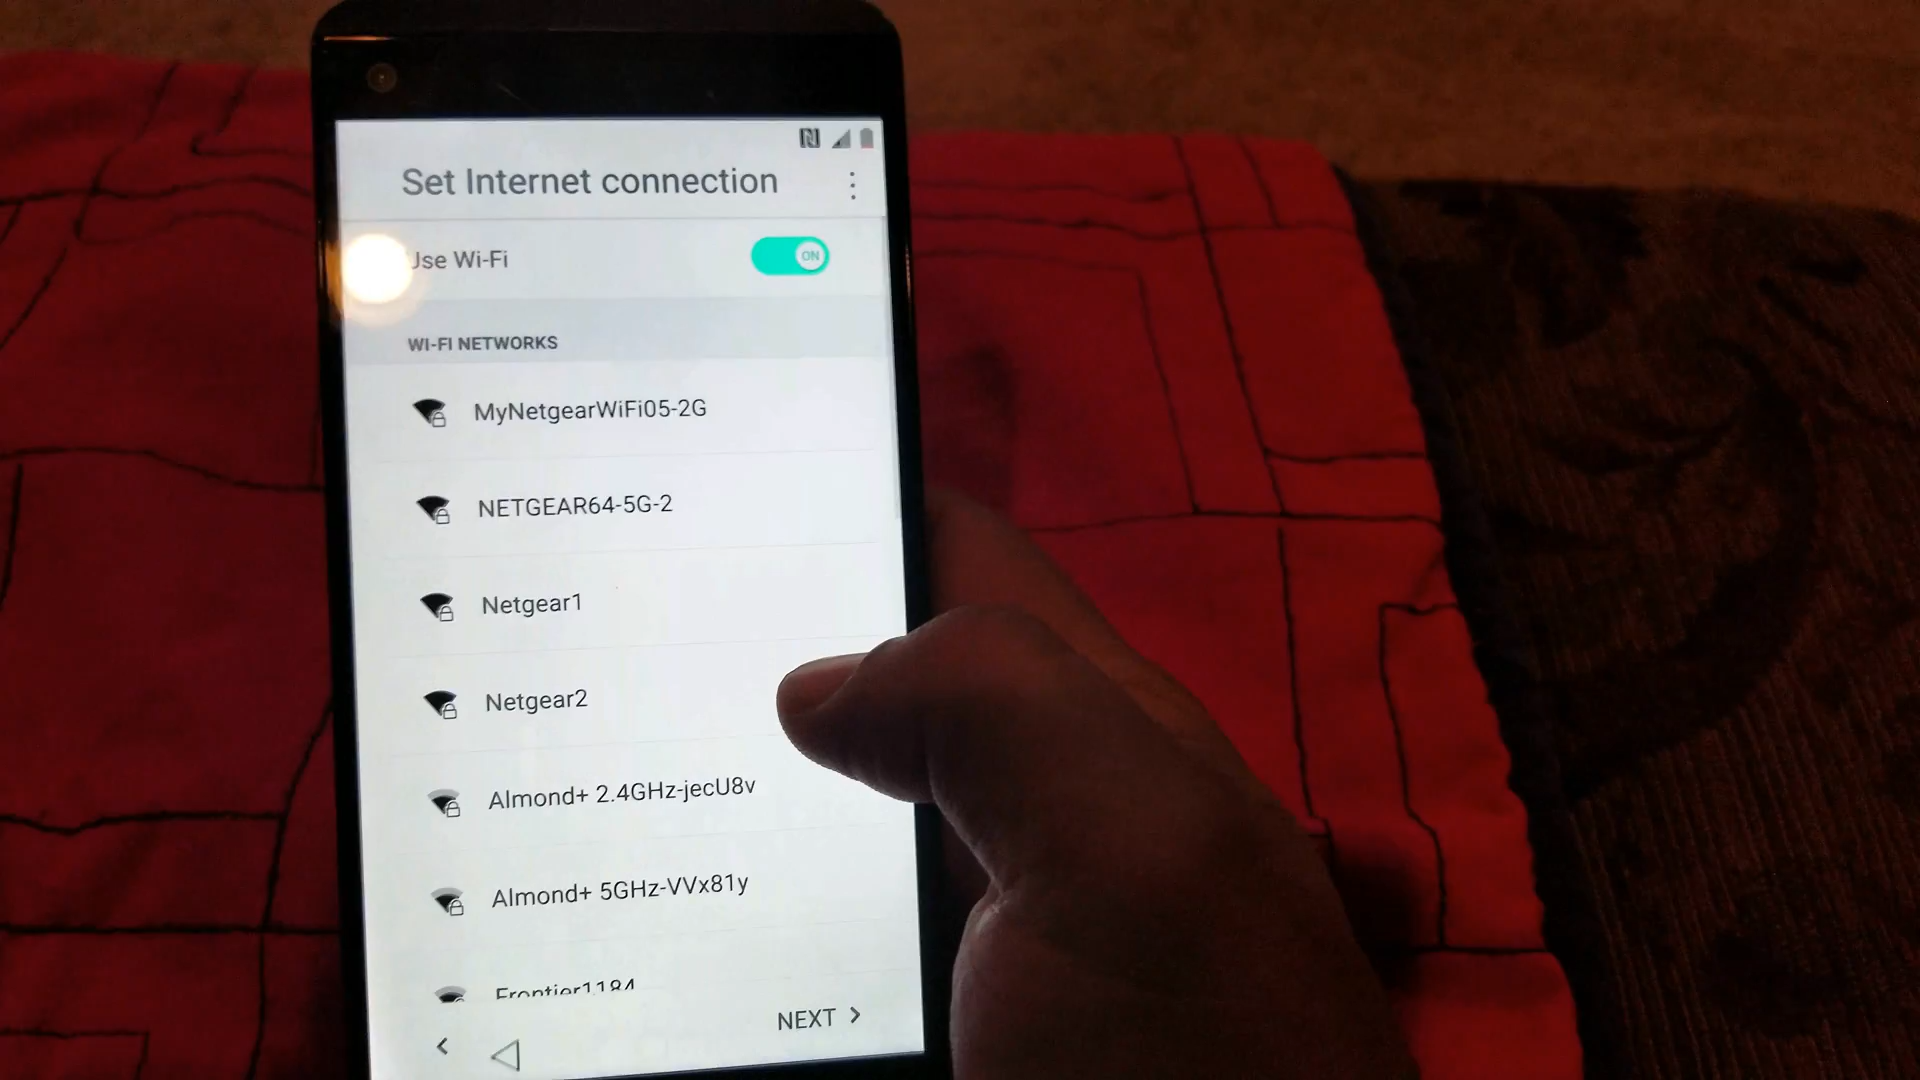 Set Internet connection
Use Wi-Fi
ON
WI-FI NETWORKS
MyNetgearWiFi05-2G
NETGEAR64-5G-2
Netgear1
Netgear2
Almond+ 2.4GHz-jecU8v
Almond+ 5GHz-VVx81y
Frontier1184
NEXT